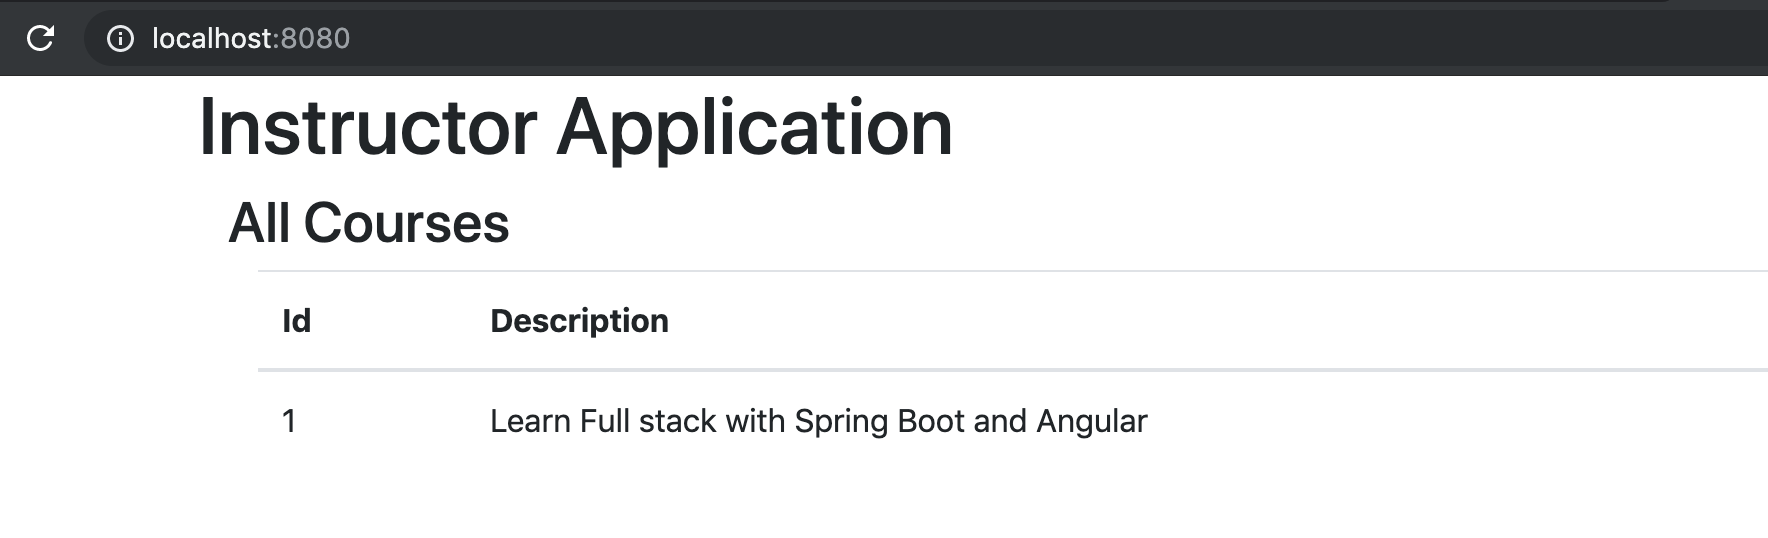 localhost:8080
Instructor Application
All Courses
Id Description
1 Learn Full stack with Spring Boot and Angular